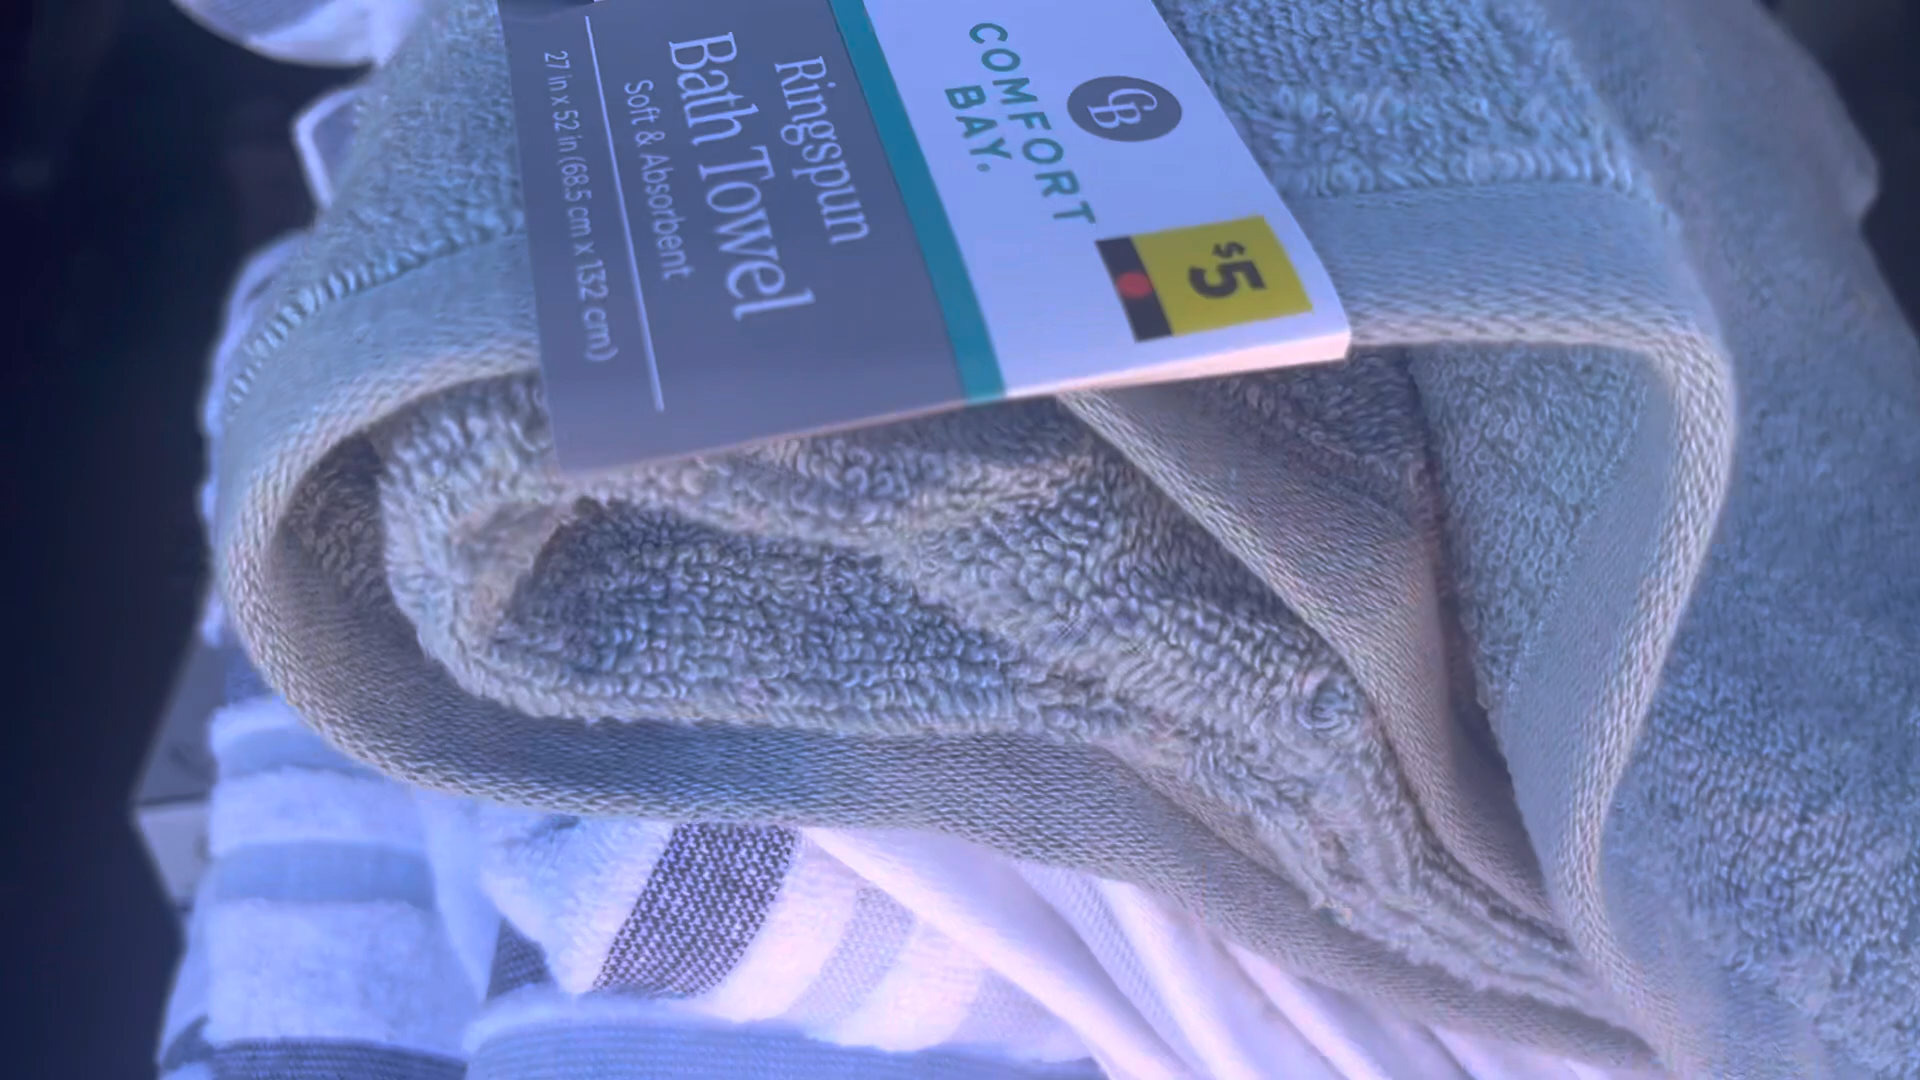 CB
COMFORT
BAY.
$5
Ringspun
Bath Towel
Soft & Absorbent
27 in x 52 in (68.5 cm x 132 cm)